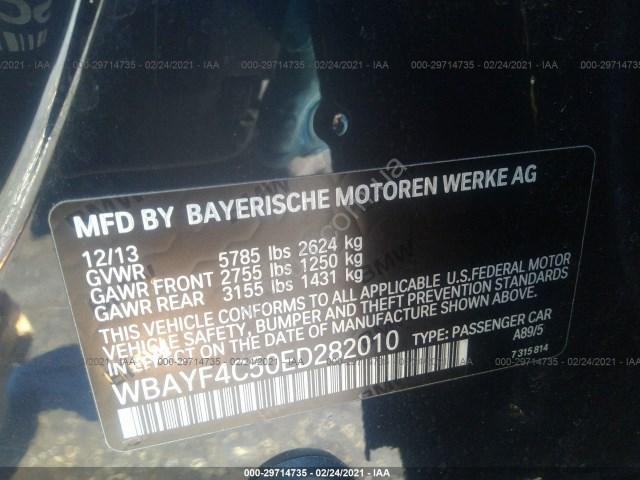 000-29714735 - 02/24/2021 - IAA
MFD BY BAYERISCHE MOTOREN WERKE AG
12/13
GVWR 5785 lbs 2624 kg
GAWR FRONT 2755 lbs 1250 kg
GAWR REAR 3155 lbs 1431 kg
THIS VEHICLE CONFORMS TO ALL APPLICABLE U.S.FEDERAL MOTOR
VEHICLE SAFETY, BUMPER AND THEFT PREVENTION STANDARDS
IN EFFECT ON THE DATE OF MANUFACTURE SHOWN ABOVE.
WBAYF4C50ED282010 TYPE: PASSENGER CAR
A89/5
7 315 814
000-29714735 - 02/24/2021 - IAA